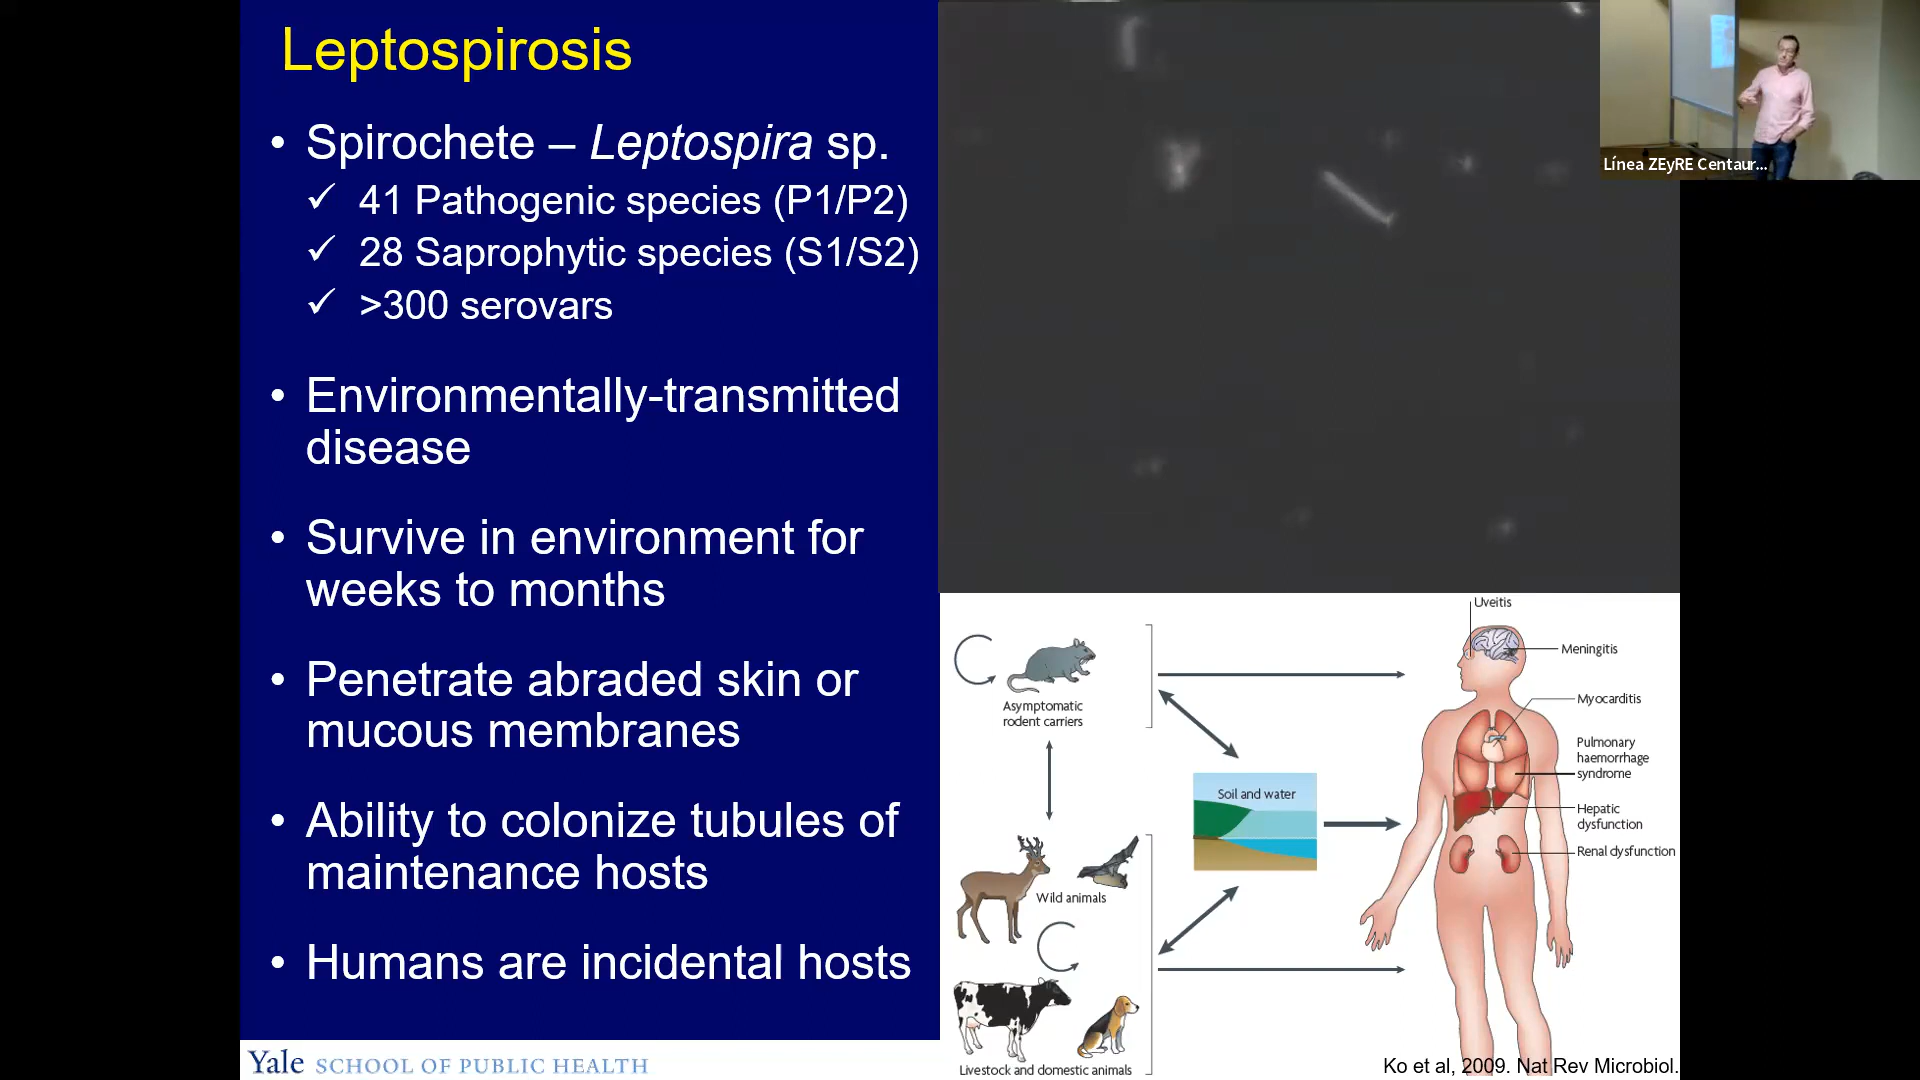 Leptospirosis
• Spirochete – Leptospira sp.
✓ 41 Pathogenic species (P1/P2)
✓ 28 Saprophytic species (S1/S2)
✓ >300 serovars
• Environmentally-transmitted
disease
• Survive in environment for
weeks to months
• Penetrate abraded skin or
mucous membranes
• Ability to colonize tubules of
maintenance hosts
• Humans are incidental hosts
Yale SCHOOL OF PUBLIC HEALTH
Línea ZEyRE Centaur...
Uveitis
Meningitis
Myocarditis
Pulmonary
haemorrhage
syndrome
Hepatic
dysfunction
Renal dysfunction
Asymptomatic
rodent carriers
Soil and water
Wild animals
Livestock and domestic animals
Ko et al, 2009. Nat Rev Microbiol.